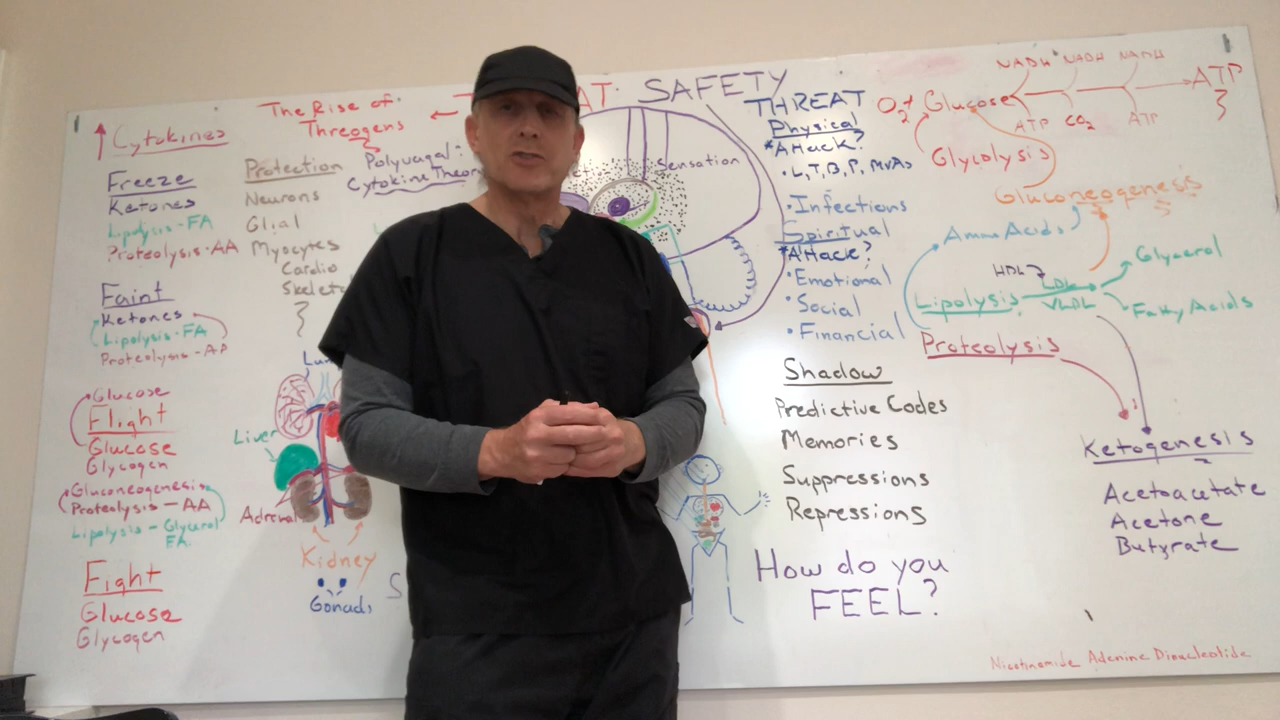 ↑ Cytokines
Freeze
Ketones
Lipolysis-FA
Proteolysis-AA
Faint
Ketones
Lipolysis-FA
Proteolysis-AA
Glucose
Flight
Glucose
Glycogen
Gluconeogenesis
Proteolysis-AA
Lipolysis-Glycerol
FA
Fight
Glucose
Glycogen
The Rise of
Threogens
←
Protection
Neurons
Glial
Myocytes
Cardio
Polyvagal:
Cytokine
Liver
Kidney
Gonads
SAFETY
Sensation
THREAT
Physical
*AHack?
• L,T,B,P, MVAs
• Infections
Spiritual
*AHack?
• Emotional
• Social
• Financial
Shadow
Predictive Codes
Memories
Suppressions
Repressions
How do you
FEEL?
NADH NADH NADH
O2+ Glucose → ATP
ATP CO2 ATP
Glycolysis
Gluconeogenesis
Amino Acids
Glycerol
HDL
LDL
Lipolysis
VLDL
Fatty Acids
Proteolysis
Ketogenesis
Acetoacetate
Acetone
Butyrate
Nicotinamide Adenine Dinucleotide